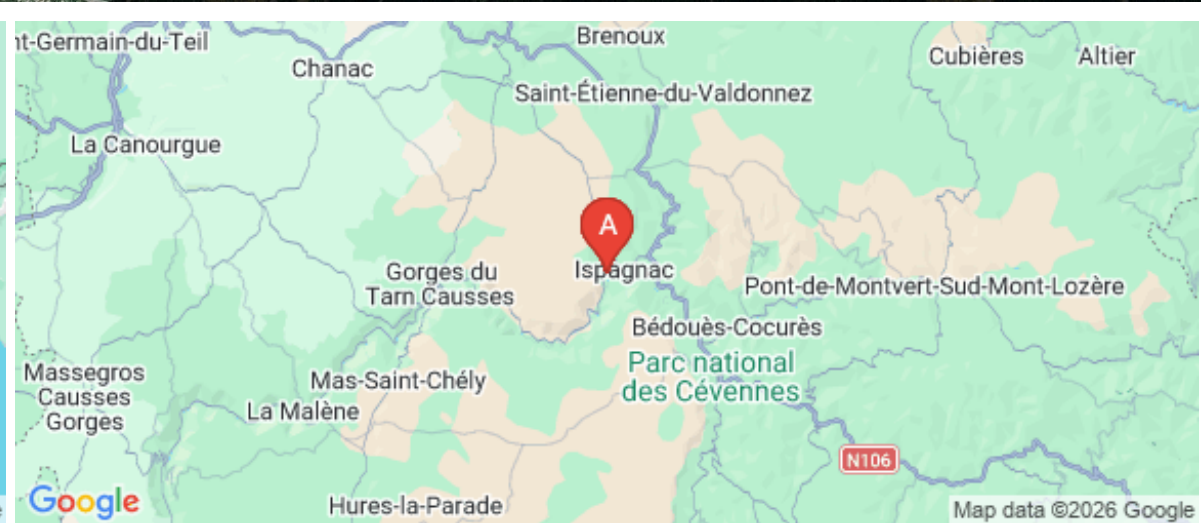 Brenoux
nt-Germain-du-Teil
Chanac
Cubières
Altier
Saint-Étienne-du-Valdonnez
La Canourgue
A
Ispagnac
Gorges du
Tarn Causses
Pont-de-Montvert-Sud-Mont-Lozère
Bédouès-Cocurès
Parc national
des Cévennes
Massegros
Causses
Gorges
Mas-Saint-Chély
La Malène
N106
Google
Hures-la-Parade
Map data ©2026 Google